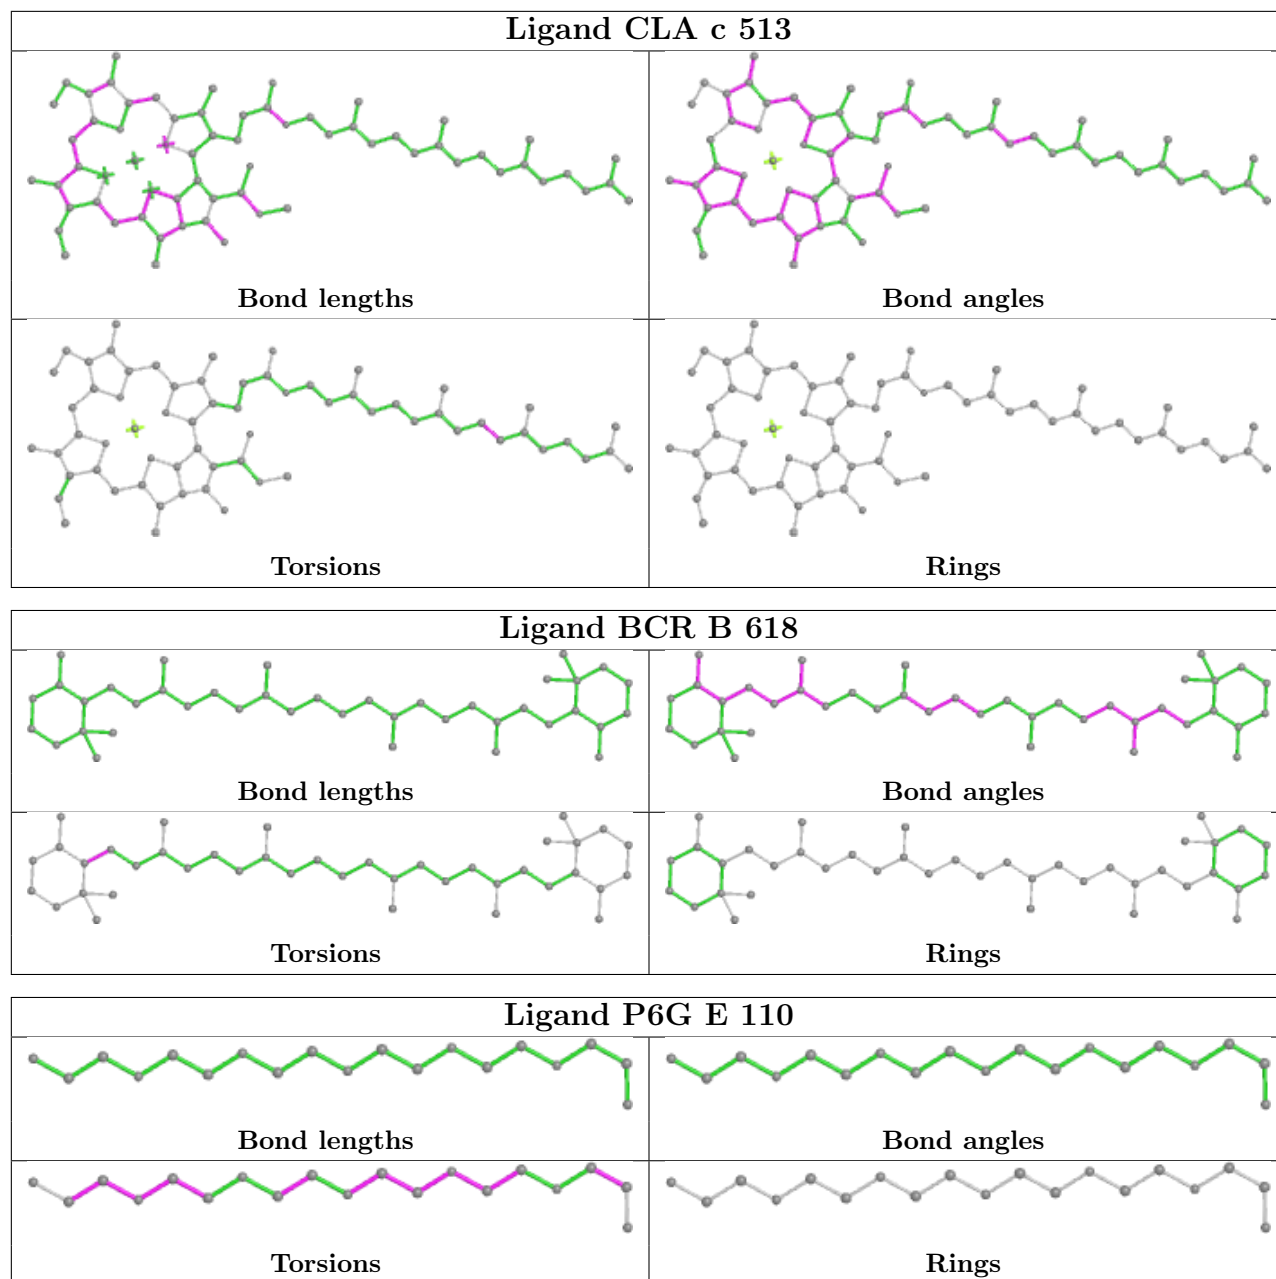 Ligand CLA c 513
Bond lengths
Bond angles
Torsions
Rings
Ligand BCR B 618
Bond lengths
Bond angles
Torsions
Rings
Ligand P6G E 110
Bond lengths
Bond angles
Torsions
Rings